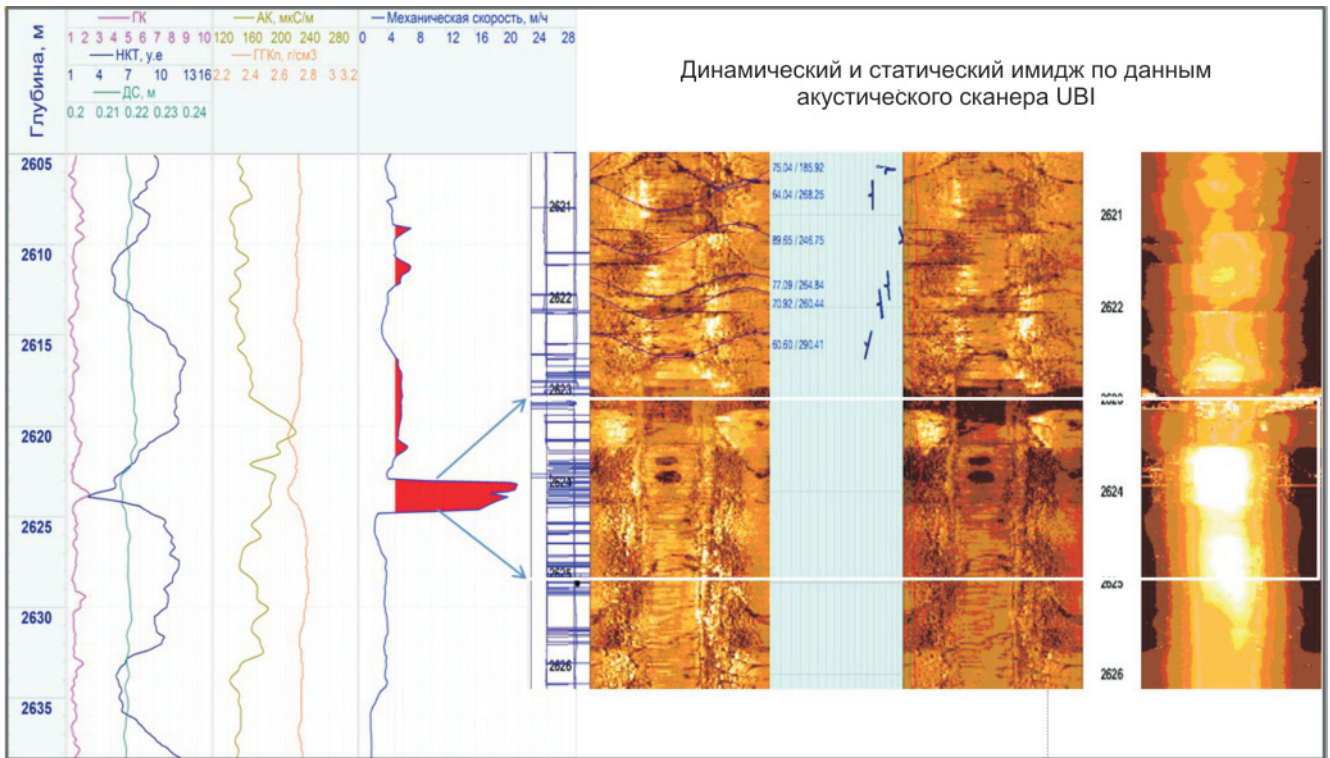 Глубина, м
ГК
1 2 3 4 5 6 7 8 9 10
НКТ, у.е
1 4 7 10 13 16
ДС, м
0.2 0.21 0.22 0.23 0.24
АК, мкС/м
120 160 200 240 280
ГГКп, г/см3
2.2 2.4 2.6 2.8 3 3.2
Механическая скорость, м/ч
0 4 8 12 16 20 24 28
Динамический и статический имидж по данным
акустического сканера UBI
2605
2610
2615
2620
2625
2630
2635
2621
2622
2623
2624
2625
2626
75.04 / 185.92
64.04 / 268.25
89.65 / 246.75
77.09 / 264.84
70.92 / 260.44
60.60 / 290.41
2621
2622
2624
2625
2626